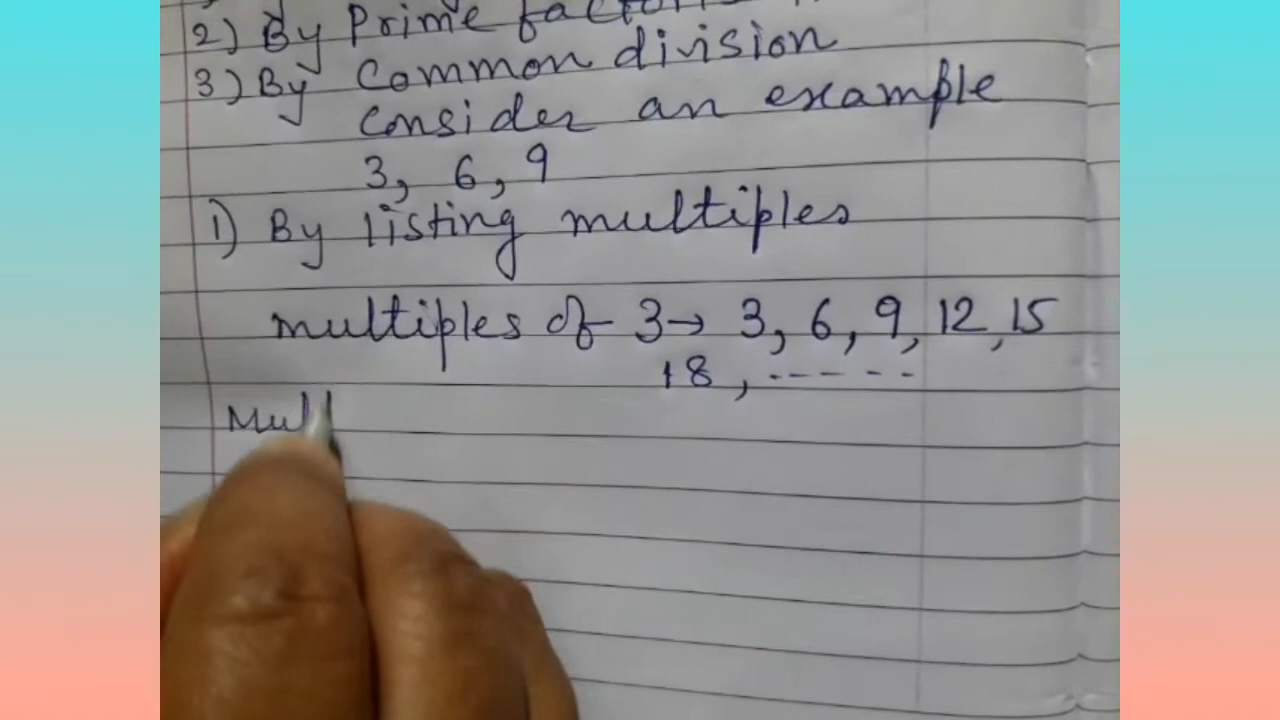 2) By Prime
3) By Common division
Consider an example
3, 6, 9
1) By listing multiples
multiples of 3→ 3, 6, 9, 12, 15
18, -----
Mul